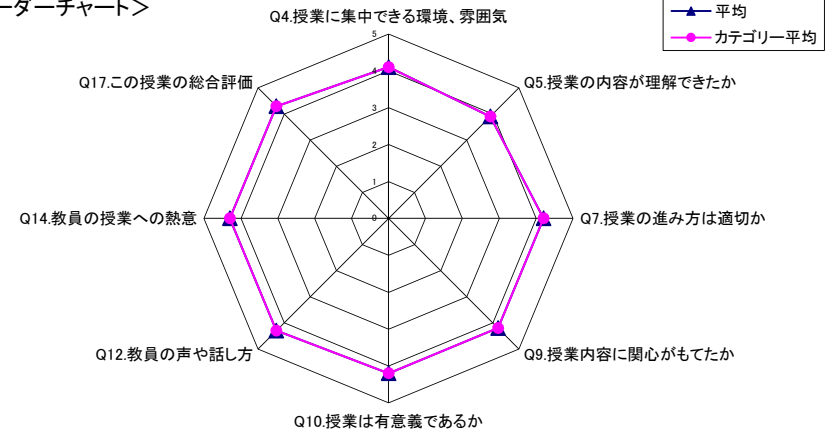 ーダーチャート＞
平均
カテゴリー平均
Q4.授業に集中できる環境、雰囲気
Q17.この授業の総合評価
Q5.授業の内容が理解できたか
Q14.教員の授業への熱意
Q7.授業の進み方は適切か
Q12.教員の声や話し方
Q9.授業内容に関心がもてたか
Q10.授業は有意義であるか
5
4
3
2
1
0